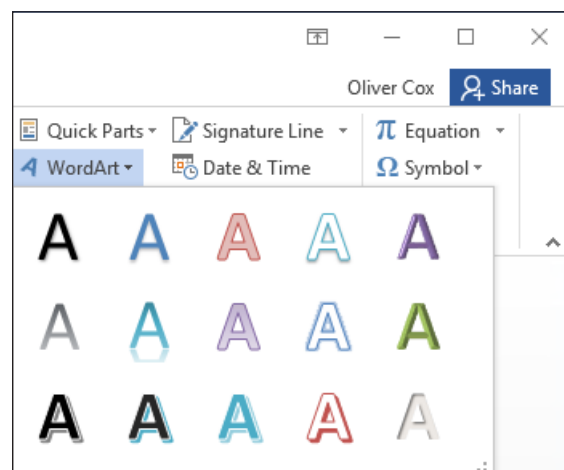 Oliver Cox Share
Quick Parts Signature Line π Equation
A WordArt Date & Time Ω Symbol
A A A A A
A A A A A
A A A A A